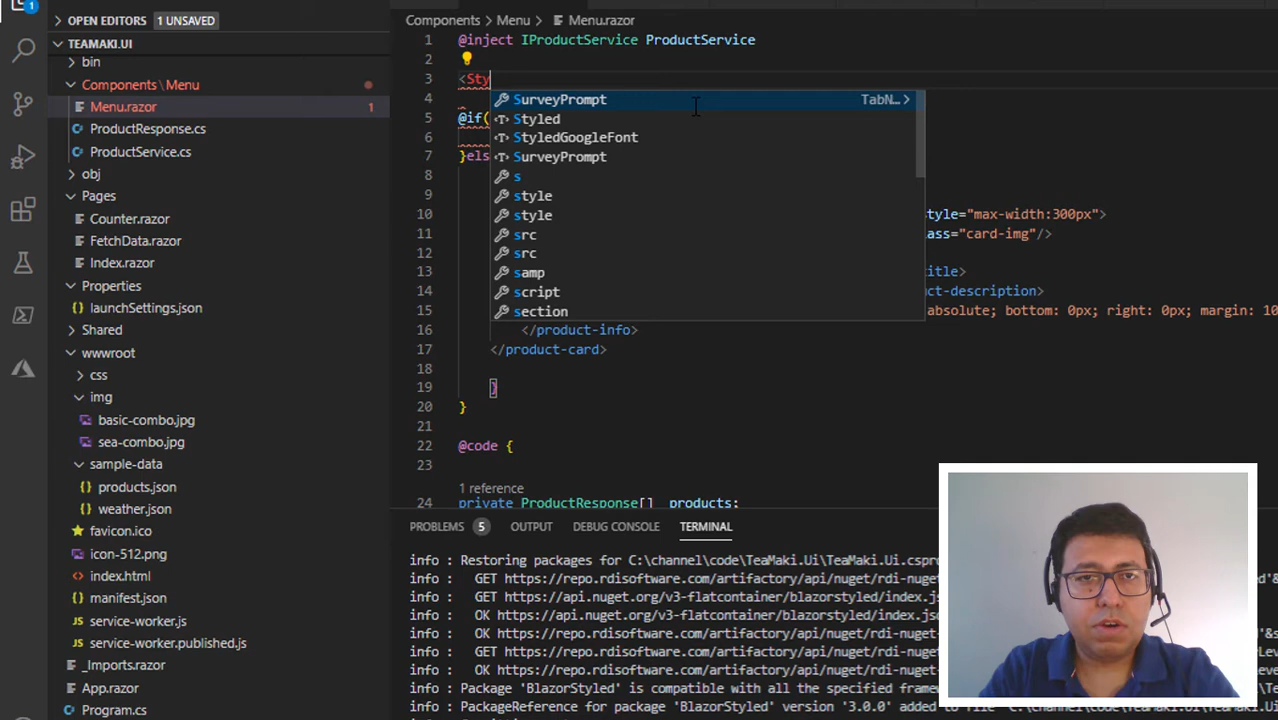 1
OPEN EDITORS 1 UNSAVED
TEAMAKI.UI
bin
Components \ Menu
Menu.razor 1
ProductResponse.cs
ProductService.cs
obj
Pages
Counter.razor
FetchData.razor
Index.razor
Properties
launchSettings.json
Shared
wwwroot
css
img
basic-combo.jpg
sea-combo.jpg
sample-data
products.json
weather.json
favicon.ico
icon-512.png
index.html
manifest.json
service-worker.js
service-worker.published.js
_Imports.razor
App.razor
Program.cs
Components > Menu > Menu.razor
1 @inject IProductService ProductService
2
3 <Sty
4
5 @if(
6
7 }els
8
9
10 style="max-width:300px">
11 ass="card-img"/>
12
13 title>
14 ct-description>
15 absolute; bottom: 0px; right: 0px; margin: 10
16 </product-info>
17 </product-card>
18
19 }
20 }
21
22 @code {
23
1 reference
24 private ProductResponse[] products;
SurveyPrompt TabN...
Styled
StyledGoogleFont
SurveyPrompt
s
style
style
src
src
samp
script
section
PROBLEMS 5 OUTPUT DEBUG CONSOLE TERMINAL
info : Restoring packages for C:\channel\code\TeaMaki.Ui\TeaMaki.Ui.cspro
info : GET https://repo.rdisoftware.com/artifactory/api/nuget/rdi-nuget-
info : GET https://api.nuget.org/v3-flatcontainer/blazorstyled/index.js
info : OK https://api.nuget.org/v3-flatcontainer/blazorstyled/index.jso
info : OK https://repo.rdisoftware.com/artifactory/api/nuget/rdi-nuget-
info : GET https://repo.rdisoftware.com/artifactory/api/nuget/rdi-nuget-
info : OK https://repo.rdisoftware.com/artifactory/api/nuget/rdi-nuget-
info : Package 'BlazorStyled' is compatible with all the specified framew
info : PackageReference for package 'BlazorStyled' version '3.0.0' added to file